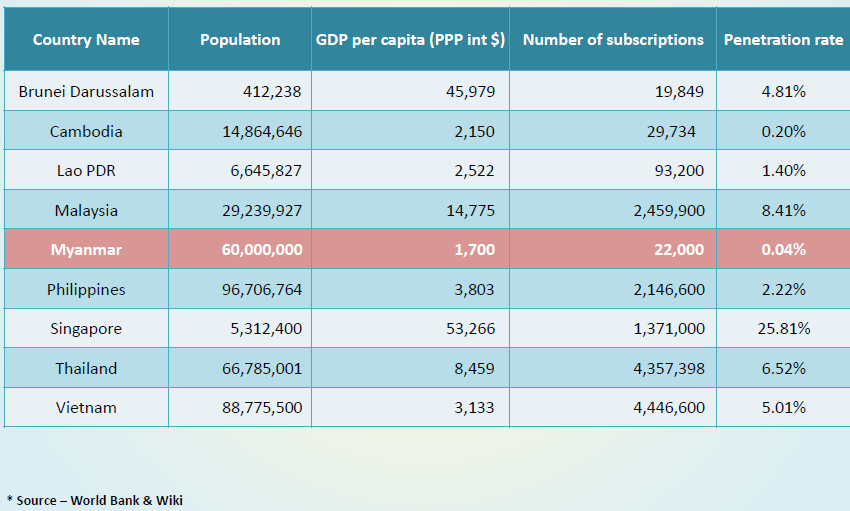 Country Name Population GDP per capita (PPP int $) Number of subscriptions Penetration rate
Brunei Darussalam 412,238 45,979 19,849 4.81%
Cambodia 14,864,646 2,150 29,734 0.20%
Lao PDR 6,645,827 2,522 93,200 1.40%
Malaysia 29,239,927 14,775 2,459,900 8.41%
Myanmar 60,000,000 1,700 22,000 0.04%
Philippines 96,706,764 3,803 2,146,600 2.22%
Singapore 5,312,400 53,266 1,371,000 25.81%
Thailand 66,785,001 8,459 4,357,398 6.52%
Vietnam 88,775,500 3,133 4,446,600 5.01%
* Source – World Bank & Wiki